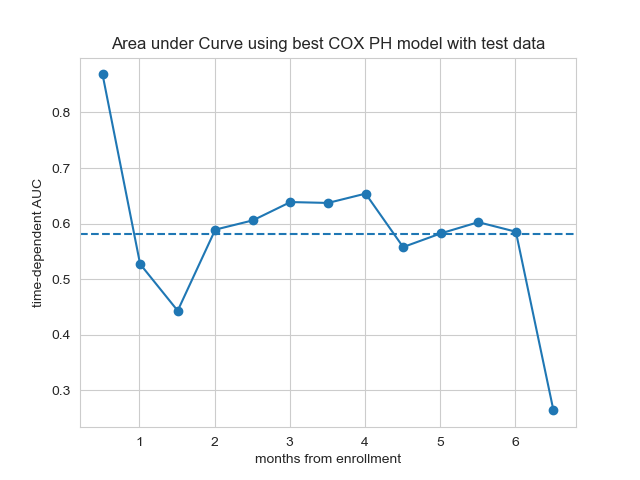 Area under Curve using best COX PH model with test data
time-dependent AUC
0.8
0.7
0.6
0.5
0.4
0.3
1 2 3 4 5 6
months from enrollment